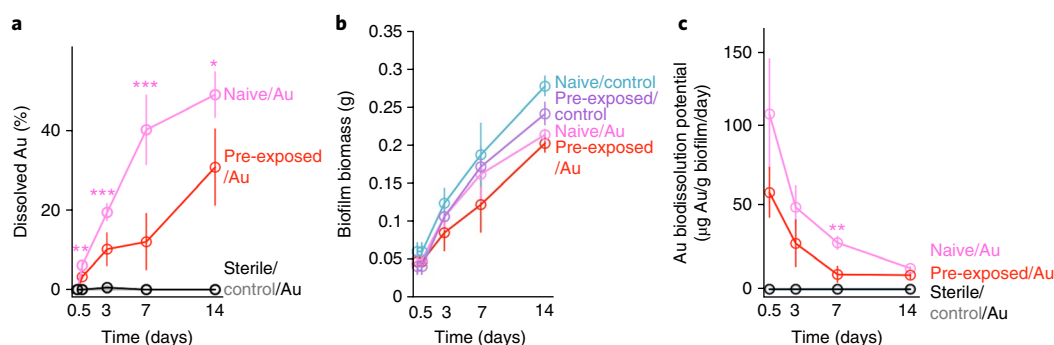 a
Dissolved Au (%)
40
20
0
**
***
***
*
Naive/Au
Pre-exposed
/Au
Sterile/
control/Au
0.5
3
7
14
Time (days)
b
Biofilm biomass (g)
0.35
0.30
0.25
0.20
0.15
0.1
0.05
0
Naive/control
Pre-exposed/
control
Naive/Au
Pre-exposed
/Au
0.5
3
7
14
Time (days)
c
Au biodissolution potential
(µg Au/g biofilm/day)
150
100
50
0
**
Naive/Au
Pre-exposed/Au
Sterile/
control/Au
0.5
3
7
14
Time (days)